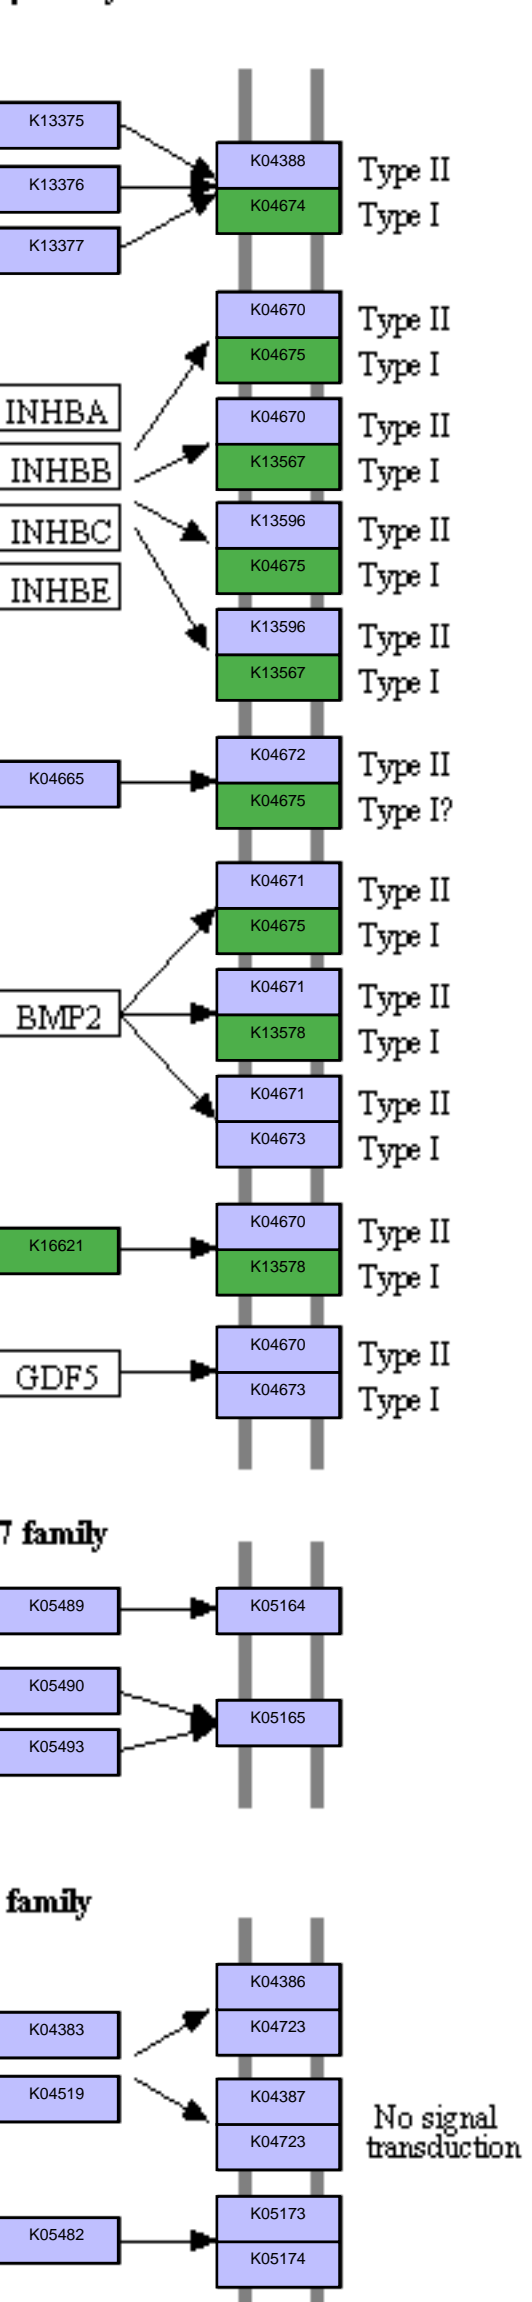 K13375
K13376
K13377
K04388
Type II
K04674
Type I
K04670
Type II
K04675
Type I
INHBA
INHBB
INHBC
INHBE
K04670
Type II
K13567
Type I
K13596
Type II
K04675
Type I
K13596
Type II
K13567
Type I
K04665
K04672
Type II
K04675
Type I?
K04671
Type II
K04675
Type I
BMP2
K04671
Type II
K13578
Type I
K04671
Type II
K04673
Type I
K16621
K04670
Type II
K13578
Type I
GDF5
K04670
Type II
K04673
Type I
7 family
K05489
K05164
K05490
K05493
K05165
family
K04383
K04519
K04386
K04723
K04387
K04723
No signal
transduction
K05482
K05173
K05174